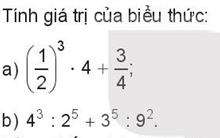 Tính giá trị của biểu thức:
a) (1/2)³ · 4 + 3/4;
b) 4³ : 2⁵ + 3⁵ : 9².